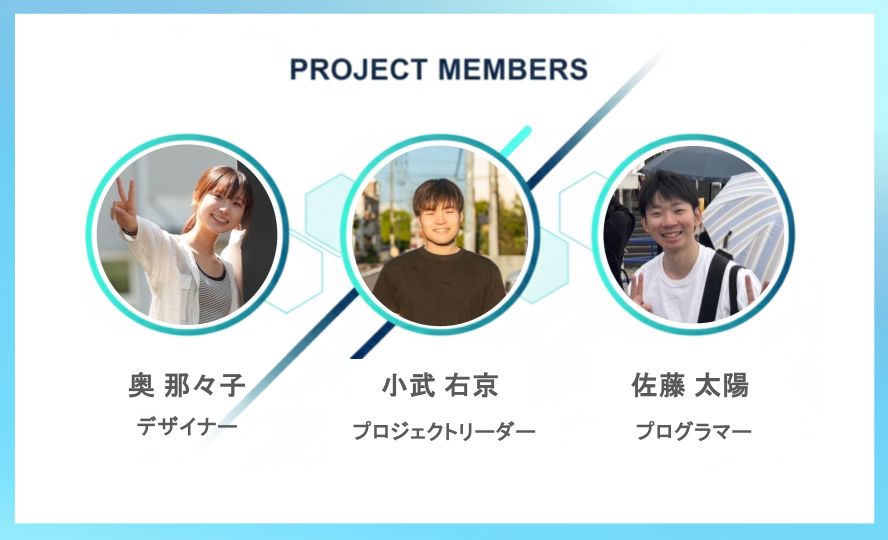 PROJECT MEMBERS
奥 那々子
小武 右京
佐藤 太陽
デザイナー
プロジェクトリーダー
プログラマー